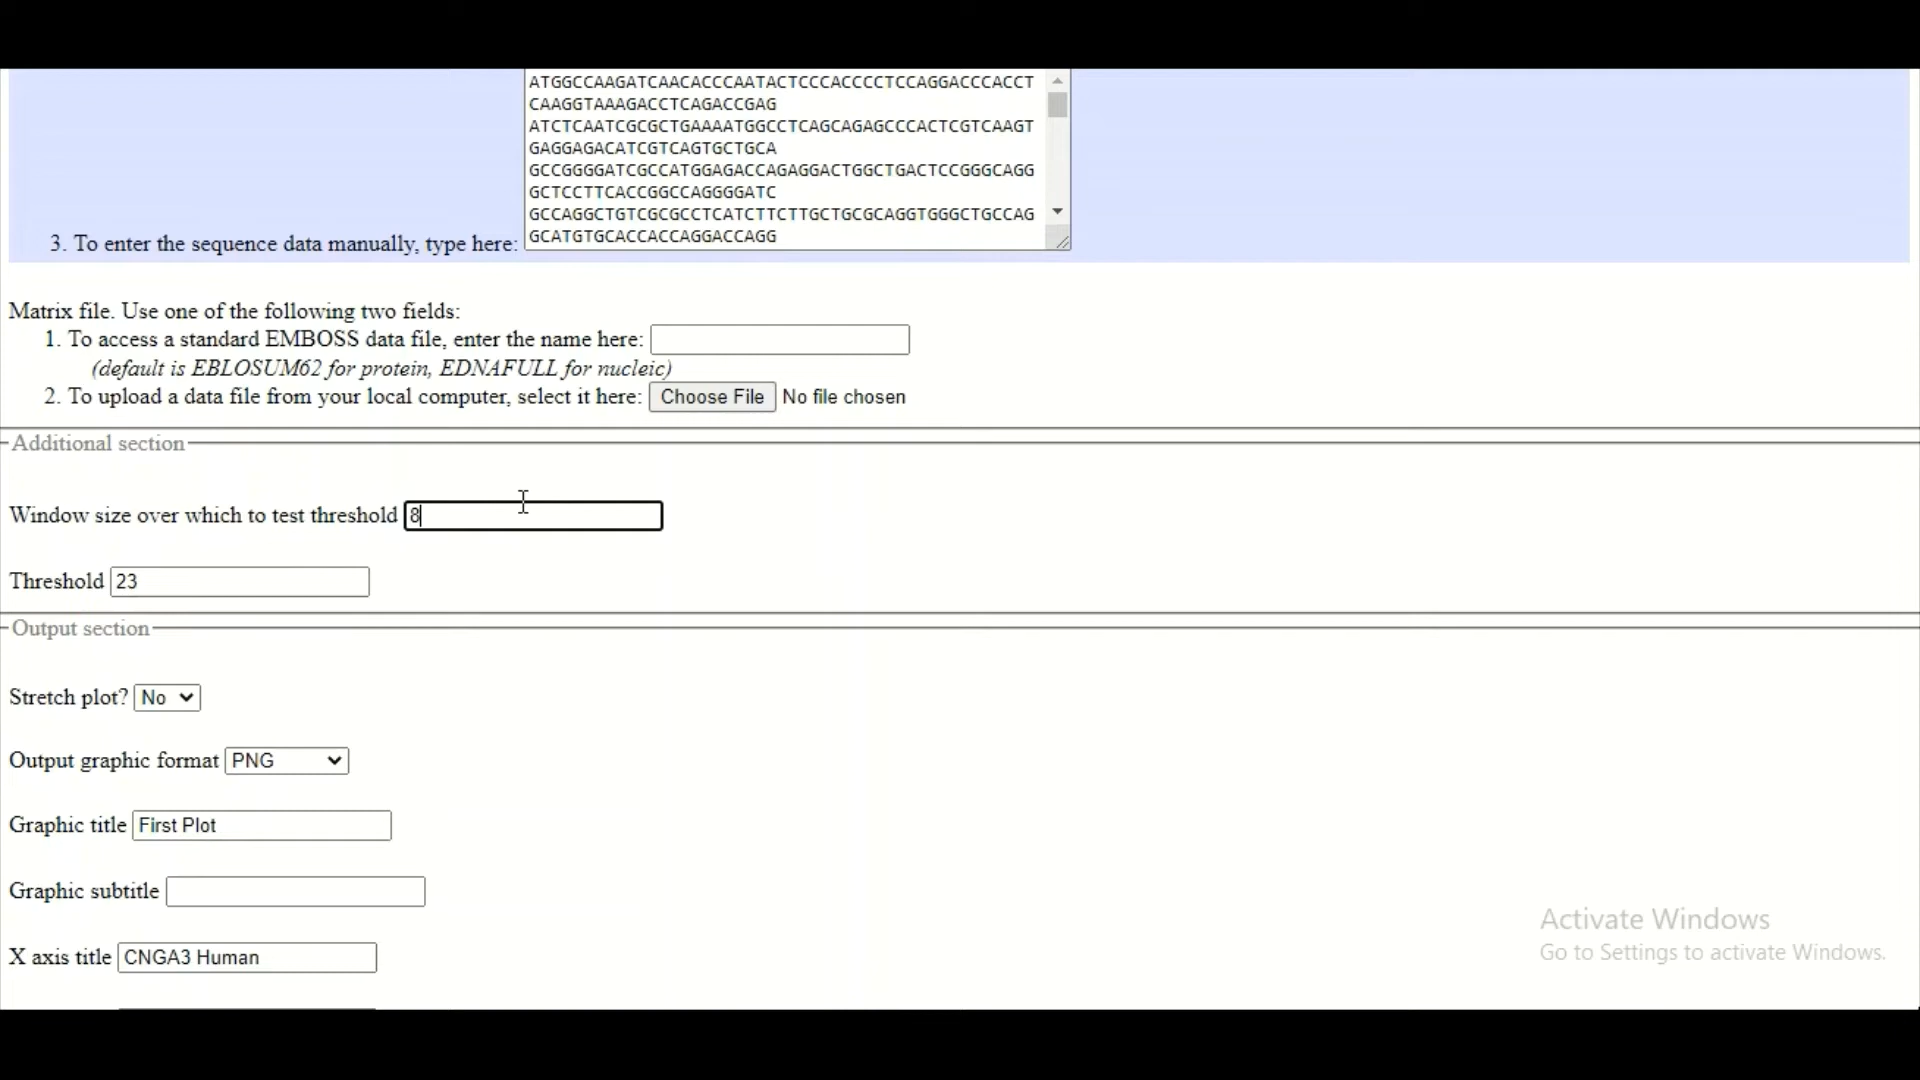 ATGGCCAAGATCAACACCCAATACTCCCACCCCTCCAGGACCCACCT
CAAGGTAAAGACCTCAGACCGAG
ATCTCAATCGCGCTGAAAATGGCCTCAGCAGAGCCCACTCGTCAAGT
GAGGAGACATCGTCAGTGCTGCA
GCCGGGGATCGCCATGGAGACCAGAGGACTGGCTGACTCCGGGCAGG
GCTCCTTCACCGGCCAGGGGATC
GCCAGGCTGTCGCGCCTCATCTTCTTGCTGCGCAGGTGGGCTGCCAG
GCATGTGCACCACCAGGACCAGG
3. To enter the sequence data manually, type here:
Matrix file. Use one of the following two fields:
1. To access a standard EMBOSS data file, enter the name here:
(default is EBLOSUM62 for protein, EDNAFULL for nucleic)
2. To upload a data file from your local computer, select it here: Choose File No file chosen
Additional section
Window size over which to test threshold 8
Threshold 23
Output section
Stretch plot? No
Output graphic format PNG
Graphic title First Plot
Graphic subtitle
X axis title CNGA3 Human
Activate Windows
Go to Settings to activate Windows.